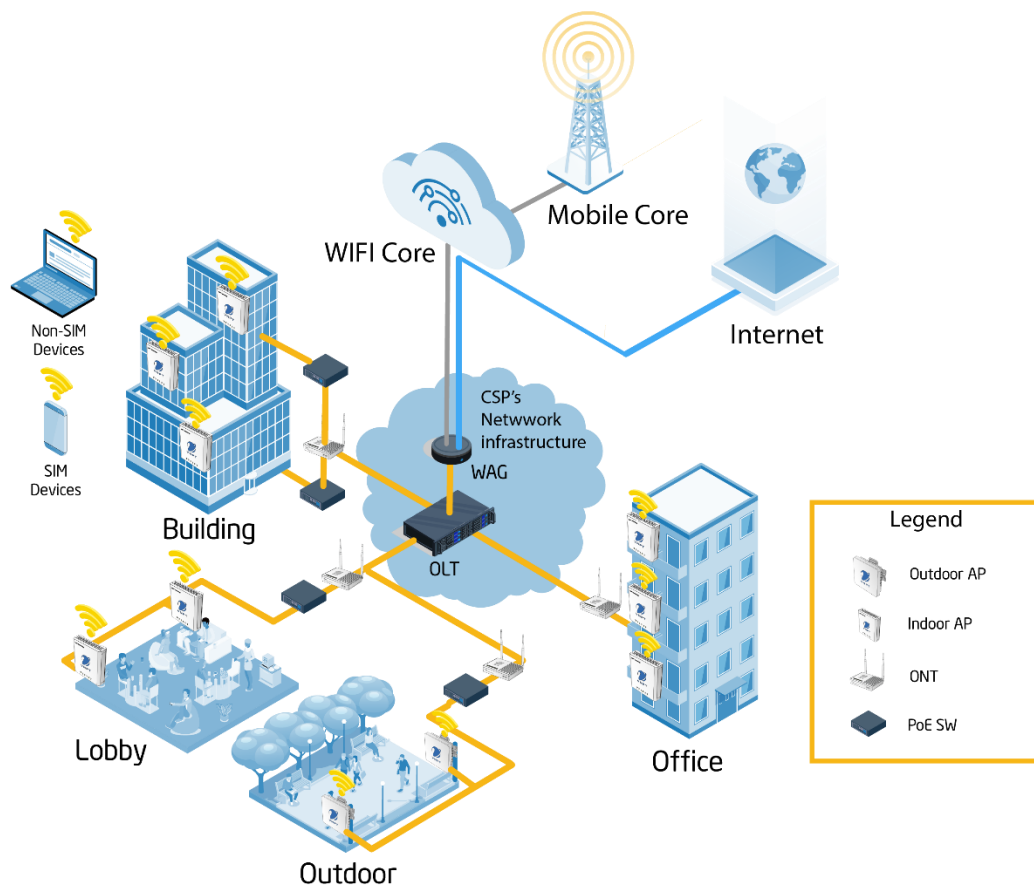 Mobile Core
WIFI Core
Internet
Non-SIM
Devices
SIM
Devices
CSP's
Netwwork
infrastructure
WAG
OLT
Building
Lobby
Outdoor
Office
Legend
Outdoor AP
Indoor AP
ONT
PoE SW